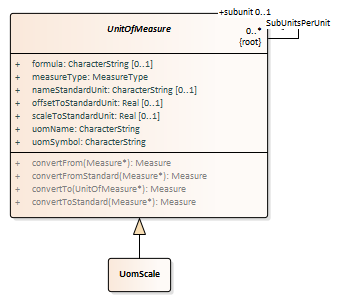 +subunit 0..1
UnitOfMeasure
SubUnitsPerUnit
0..*
{root}
+ formula: CharacterString [0..1]
+ measureType: MeasureType
+ nameStandardUnit: CharacterString [0..1]
+ offsetToStandardUnit: Real [0..1]
+ scaleToStandardUnit: Real [0..1]
+ uomName: CharacterString
+ uomSymbol: CharacterString
+ convertFrom(Measure*): Measure
+ convertFromStandard(Measure*): Measure
+ convertTo(UnitOfMeasure*): Measure
+ convertToStandard(Measure*): Measure
UomScale